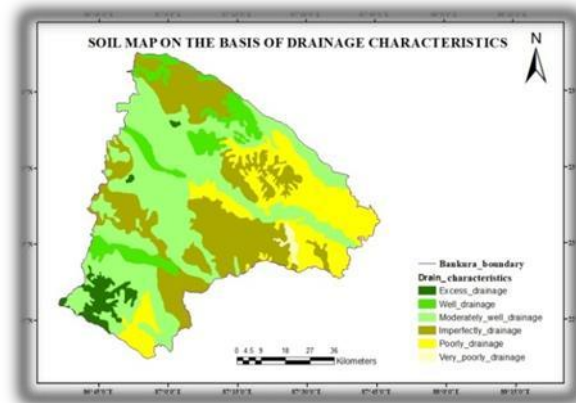 SOIL MAP ON THE BASIS OF DRAINAGE CHARACTERISTICS
N
Bankura_boundary
Drain_characteristics
Excess_drainage
Well_drainage
Moderately_well_drainage
Imperfectly_drainage
Poorly_drainage
Very_poorly_drainage
0 4.5 9 18 27 36
Kilometers